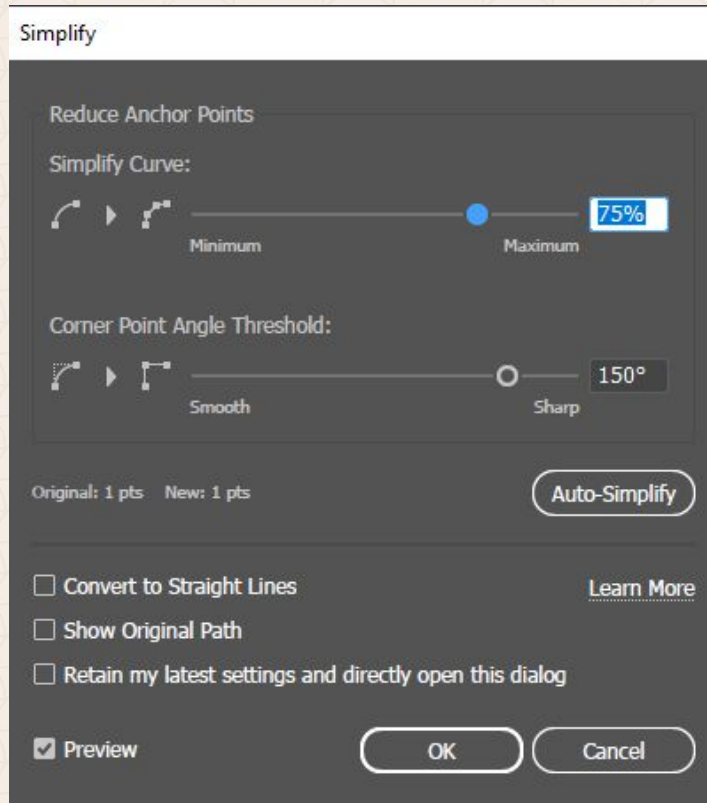 Simplify
Reduce Anchor Points
Simplify Curve:
75%
Minimum Maximum
Corner Point Angle Threshold:
150°
Smooth Sharp
Original: 1 pts New: 1 pts
Auto-Simplify
Convert to Straight Lines
Learn More
Show Original Path
Retain my latest settings and directly open this dialog
Preview
OK
Cancel